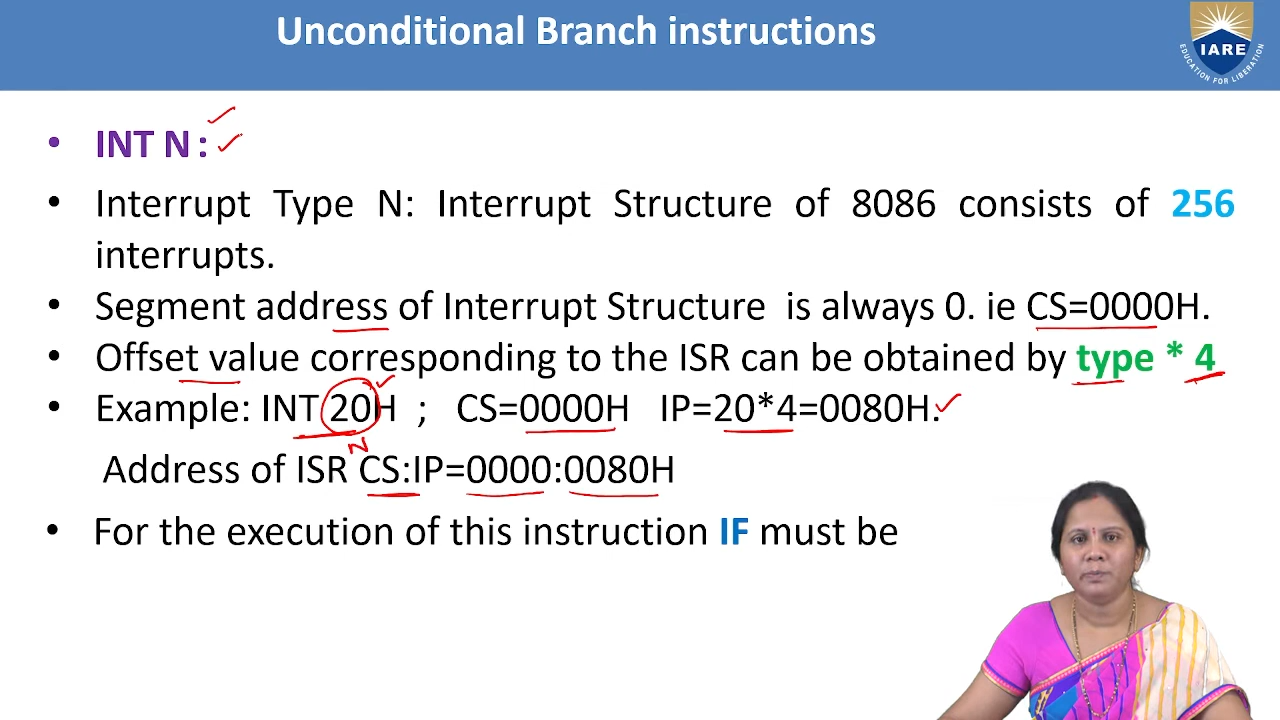 Unconditional Branch instructions
IARE
EDUCATION FOR LIBERATION
• INT N :
• Interrupt Type N: Interrupt Structure of 8086 consists of 256
interrupts.
• Segment address of Interrupt Structure is always 0. ie CS=0000H.
• Offset value corresponding to the ISR can be obtained by type * 4
• Example: INT 20H ; CS=0000H IP=20*4=0080H.
N
Address of ISR CS:IP=0000:0080H
• For the execution of this instruction IF must be